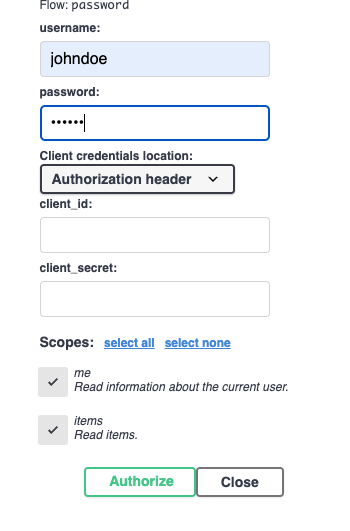 Flow: password
username:
johndoe
password:
••••••
Client credentials location:
Authorization header
client_id:
client_secret:
Scopes: select all select none
me
Read information about the current user.
items
Read items.
Authorize Close